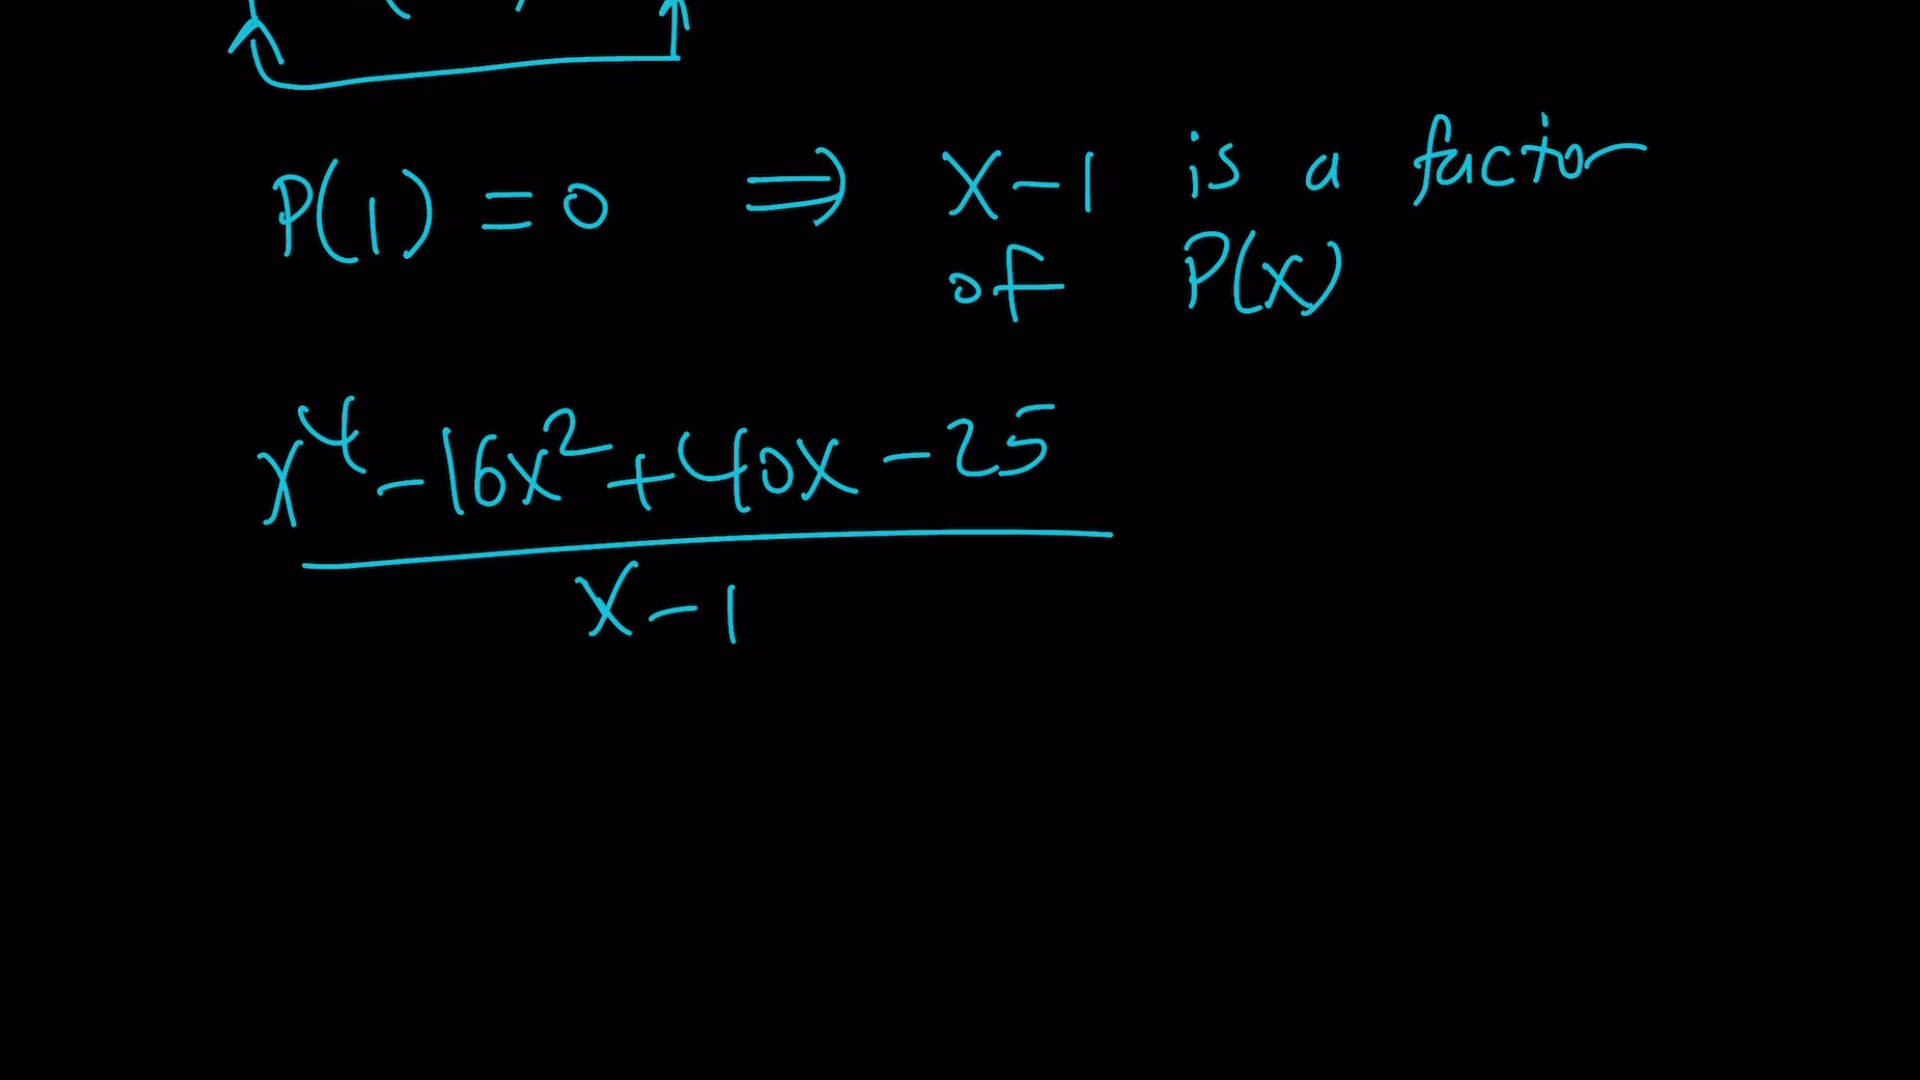 P(1) = 0 ⇒ x-1 is a factor
of P(x)
x⁴ - 16x² + 40x - 25
x - 1